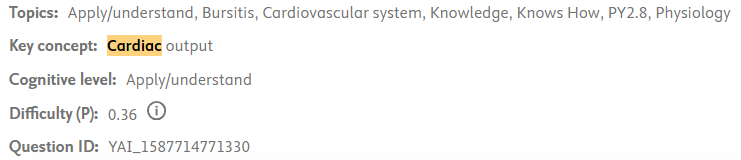 Topics: Apply/understand, Bursitis, Cardiovascular system, Knowledge, Knows How, PY2.8, Physiology
Key concept: Cardiac output
Cognitive level: Apply/understand
Difficulty (P): 0.36
Question ID: YAI_1587714771330